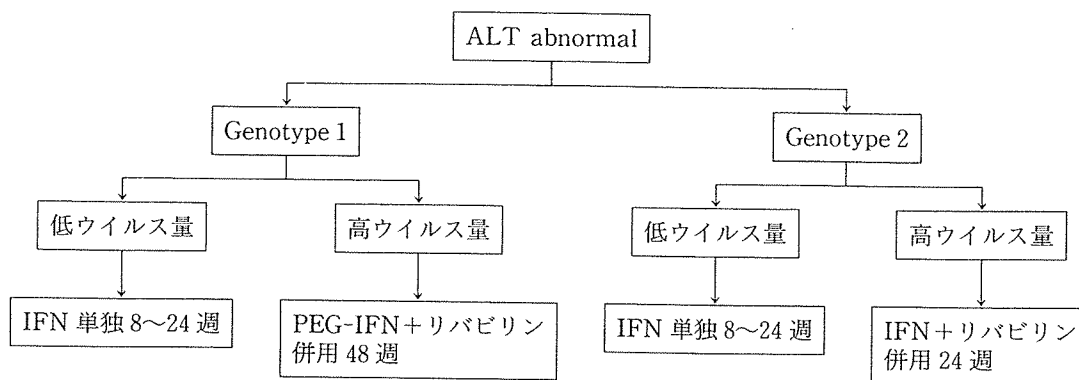 ALT abnormal
Genotype 1
Genotype 2
低ウイルス量
高ウイルス量
低ウイルス量
高ウイルス量
IFN 単独 8～24 週
PEG-IFN＋リバビリン
併用 48 週
IFN 単独 8～24 週
IFN＋リバビリン
併用 24 週